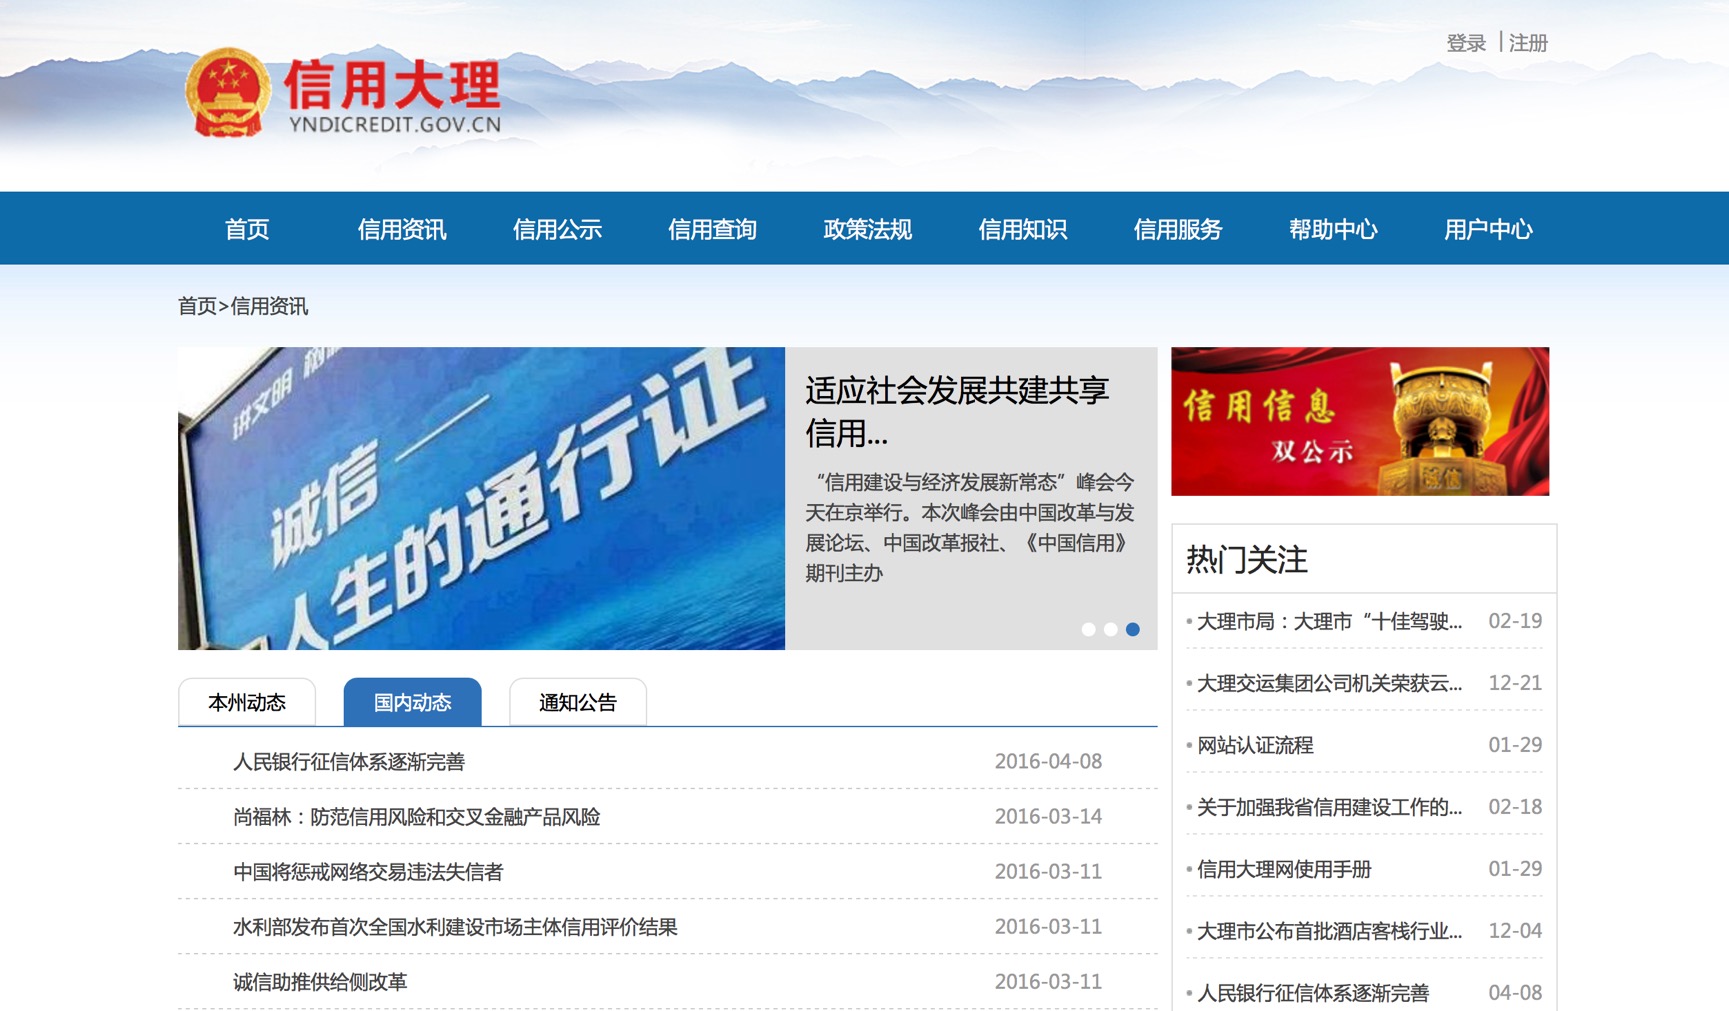 登录 | 注册
信用大理
YNDICREDIT.GOV.CN
首页 信用资讯 信用公示 信用查询 政策法规 信用知识 信用服务 帮助中心 用户中心
首页>信用资讯
讲文明
诚信——
人生的通行证
适应社会发展共建共享
信用...
“信用建设与经济发展新常态”峰会今
天在京举行。本次峰会由中国改革与发
展论坛、中国改革报社、《中国信用》
期刊主办
信用信息
双公示
诚信
热门关注
大理市局：大理市“十佳驾驶... 02-19
大理交运集团公司机关荣获云... 12-21
网站认证流程 01-29
关于加强我省信用建设工作的... 02-18
信用大理网使用手册 01-29
大理市公布首批酒店客栈行业... 12-04
人民银行征信体系逐渐完善 04-08
本州动态 国内动态 通知公告
人民银行征信体系逐渐完善 2016-04-08
尚福林：防范信用风险和交叉金融产品风险 2016-03-14
中国将惩戒网络交易违法失信者 2016-03-11
水利部发布首次全国水利建设市场主体信用评价结果 2016-03-11
诚信助推供给侧改革 2016-03-11